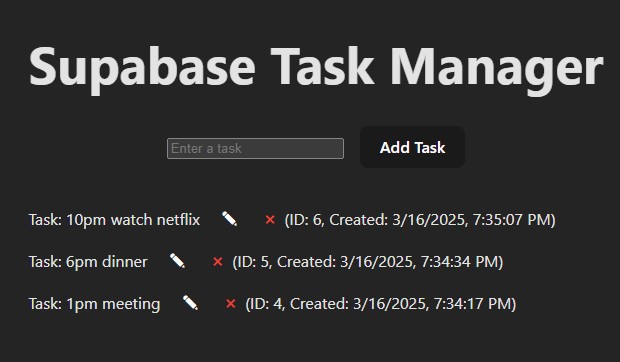 Supabase Task Manager
Enter a task Add Task
Task: 10pm watch netflix ✏️ ❌ (ID: 6, Created: 3/16/2025, 7:35:07 PM)
Task: 6pm dinner ✏️ ❌ (ID: 5, Created: 3/16/2025, 7:34:34 PM)
Task: 1pm meeting ✏️ ❌ (ID: 4, Created: 3/16/2025, 7:34:17 PM)